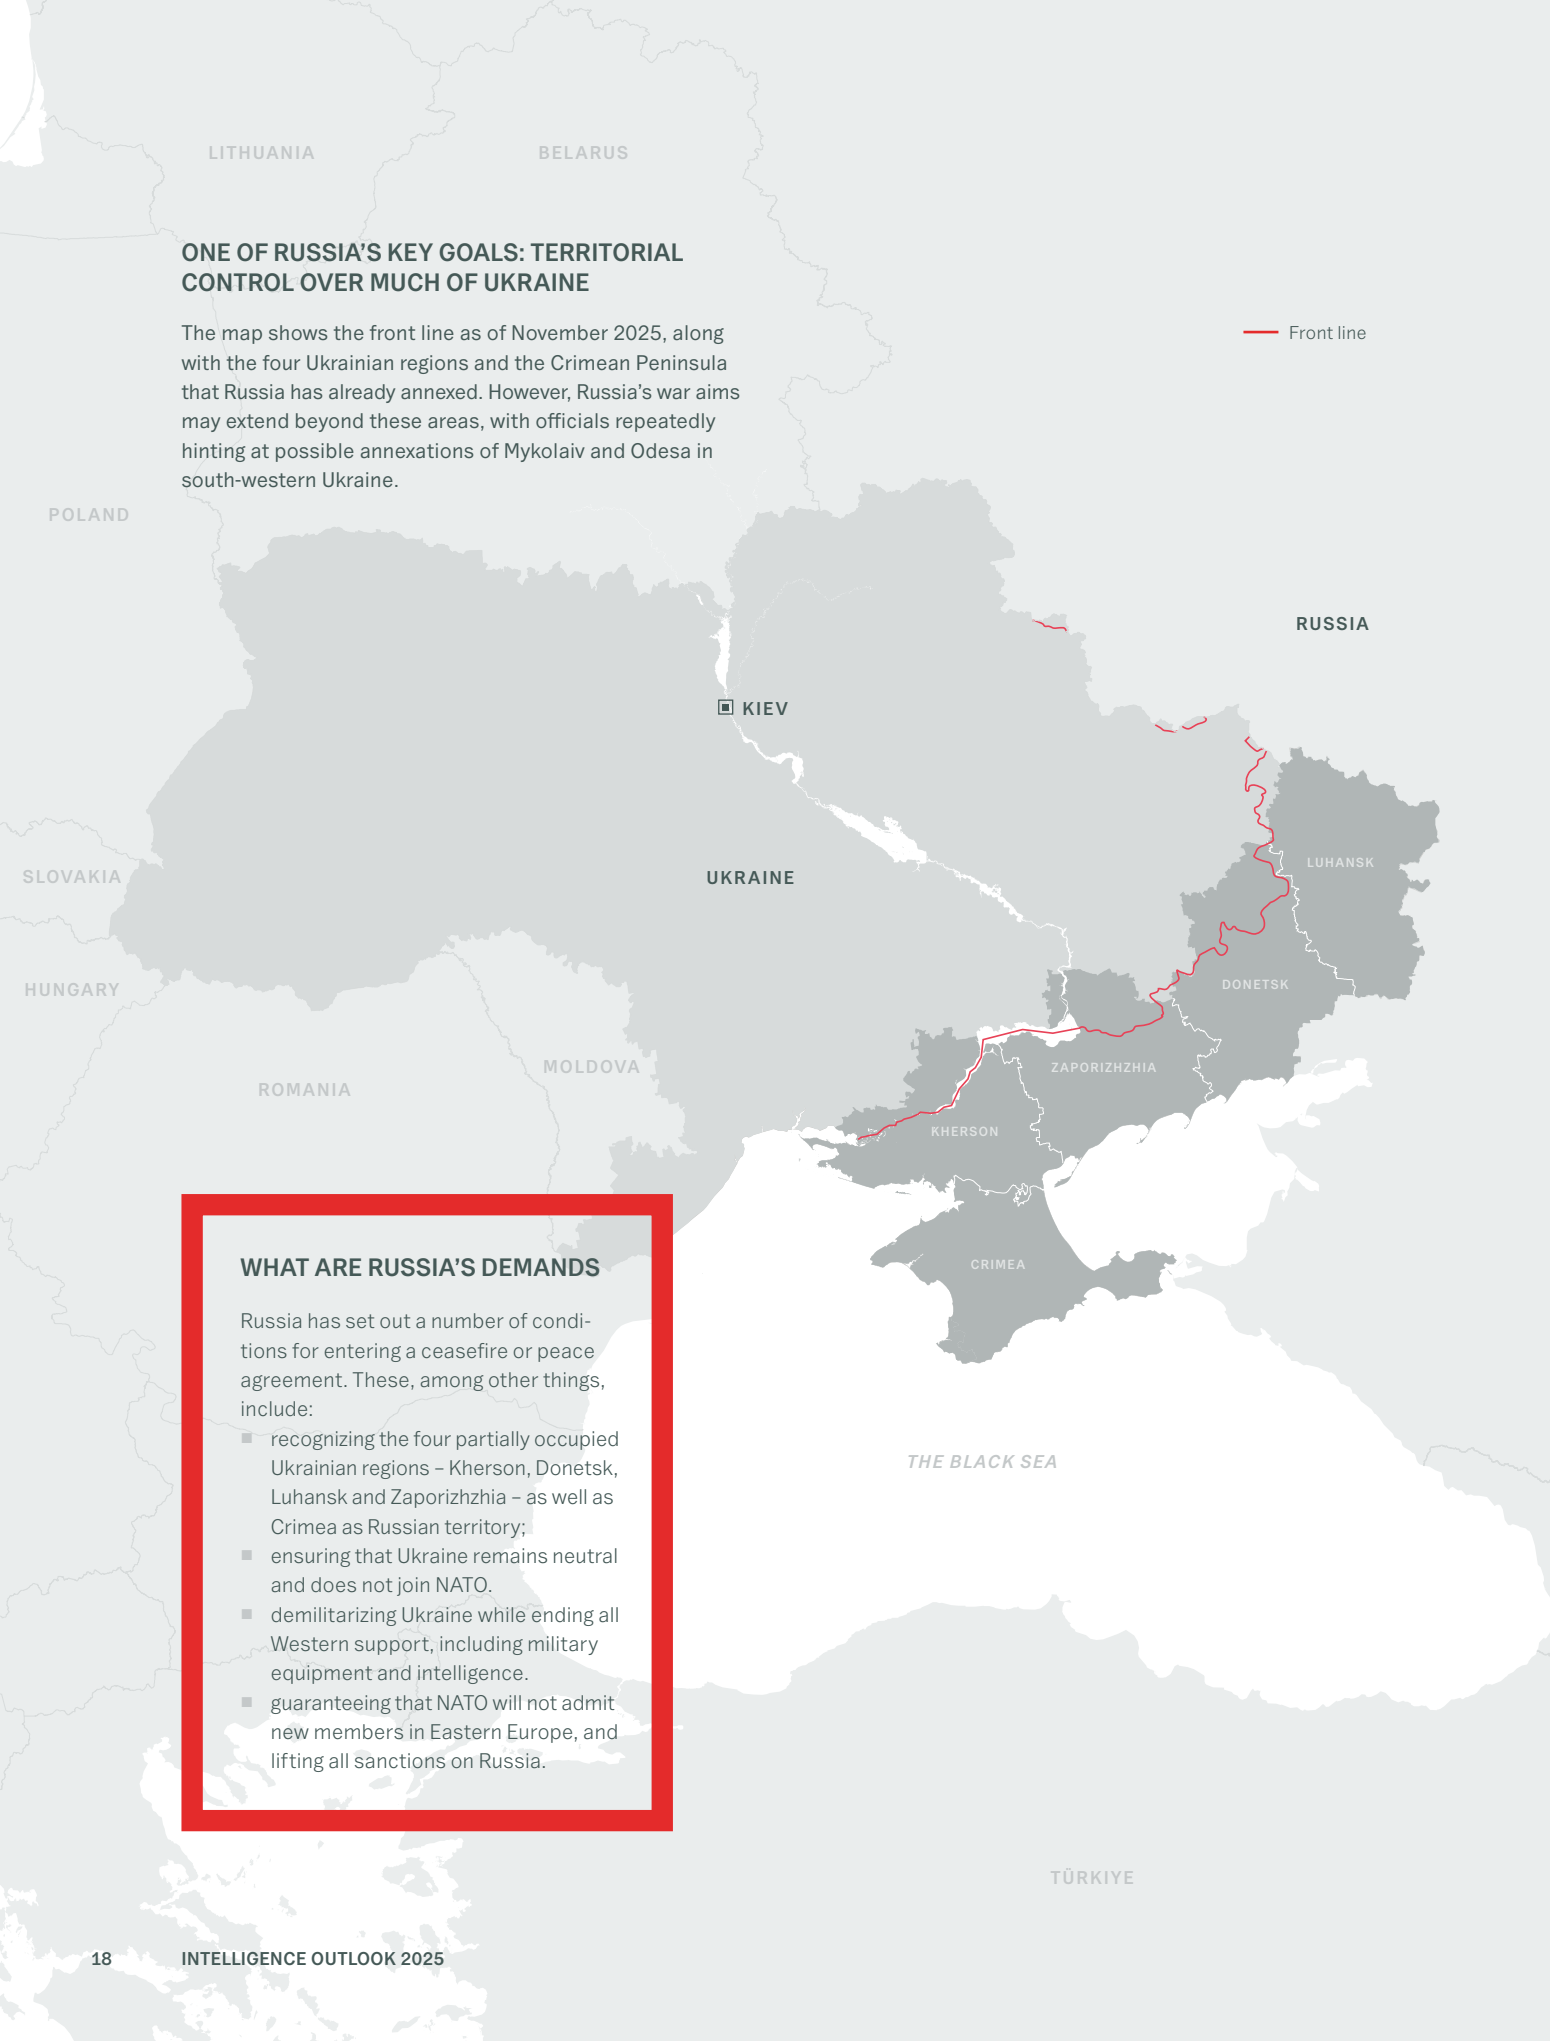 LITHUANIA
BELARUS
ONE OF RUSSIA'S KEY GOALS: TERRITORIAL
CONTROL OVER MUCH OF UKRAINE
The map shows the front line as of November 2025, along
with the four Ukrainian regions and the Crimean Peninsula
that Russia has already annexed. However, Russia's war aims
may extend beyond these areas, with officials repeatedly
hinting at possible annexations of Mykolaiv and Odesa in
south-western Ukraine.
Front line
POLAND
RUSSIA
KIEV
UKRAINE
LUHANSK
SLOVAKIA
HUNGARY
DONETSK
MOLDOVA
ZAPORIZHZHIA
ROMANIA
KHERSON
CRIMEA
WHAT ARE RUSSIA'S DEMANDS
Russia has set out a number of condi-
tions for entering a ceasefire or peace
agreement. These, among other things,
include:
■ recognizing the four partially occupied
Ukrainian regions – Kherson, Donetsk,
Luhansk and Zaporizhzhia – as well as
Crimea as Russian territory;
■ ensuring that Ukraine remains neutral
and does not join NATO.
■ demilitarizing Ukraine while ending all
Western support, including military
equipment and intelligence.
■ guaranteeing that NATO will not admit
new members in Eastern Europe, and
lifting all sanctions on Russia.
THE BLACK SEA
TÜRKIYE
18 INTELLIGENCE OUTLOOK 2025